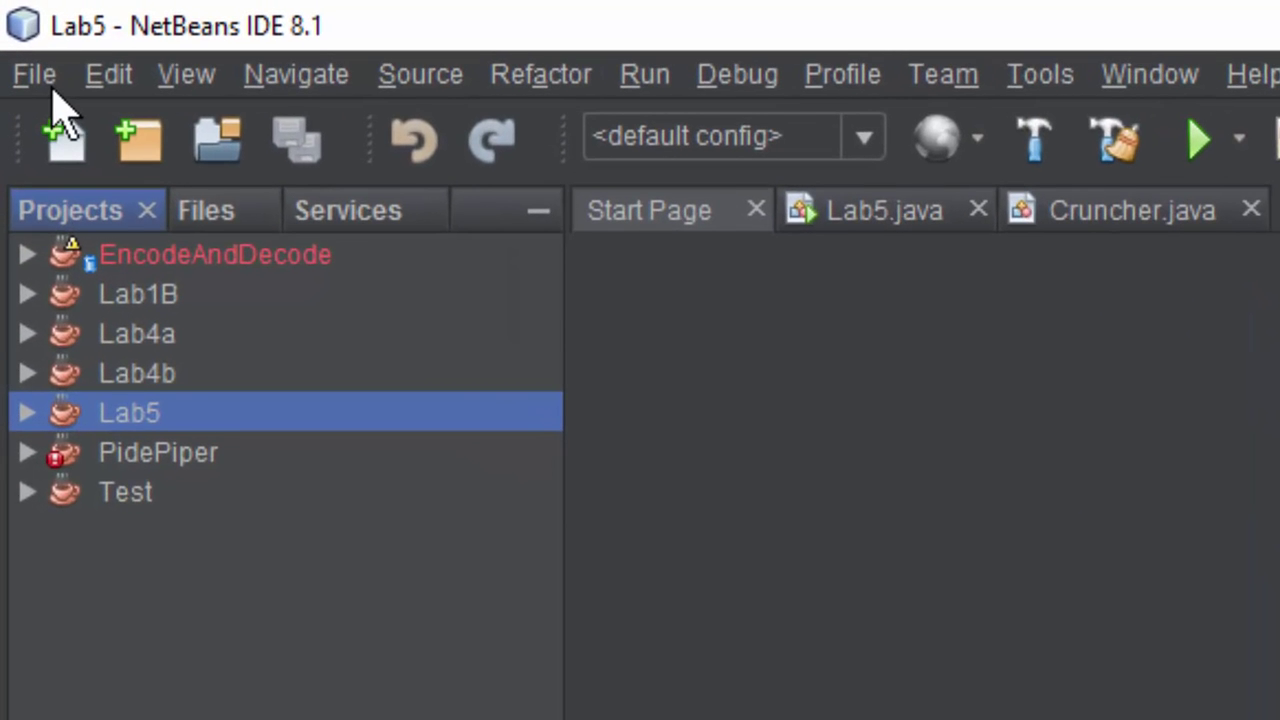 Lab5 - NetBeans IDE 8.1
File Edit View Navigate Source Refactor Run Debug Profile Team Tools Window Help
<default config>
Projects Files Services Start Page Lab5.java Cruncher.java
EncodeAndDecode
Lab1B
Lab4a
Lab4b
Lab5
PidePiper
Test